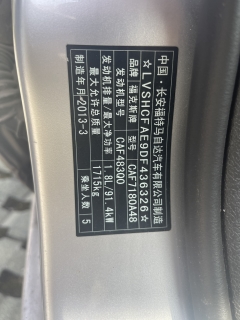 中国·长安福特马自达汽车有限公司制造
☆LVSHCFAE9DF436326☆
品牌 福克斯牌 型号 CAF7180A48
发动机型号 CAF483Q0
发动机排量/最大净功率 1.8L/91.4kW
最大允许总质量 1715kg
制造年月 2013-3 乘坐人数 5